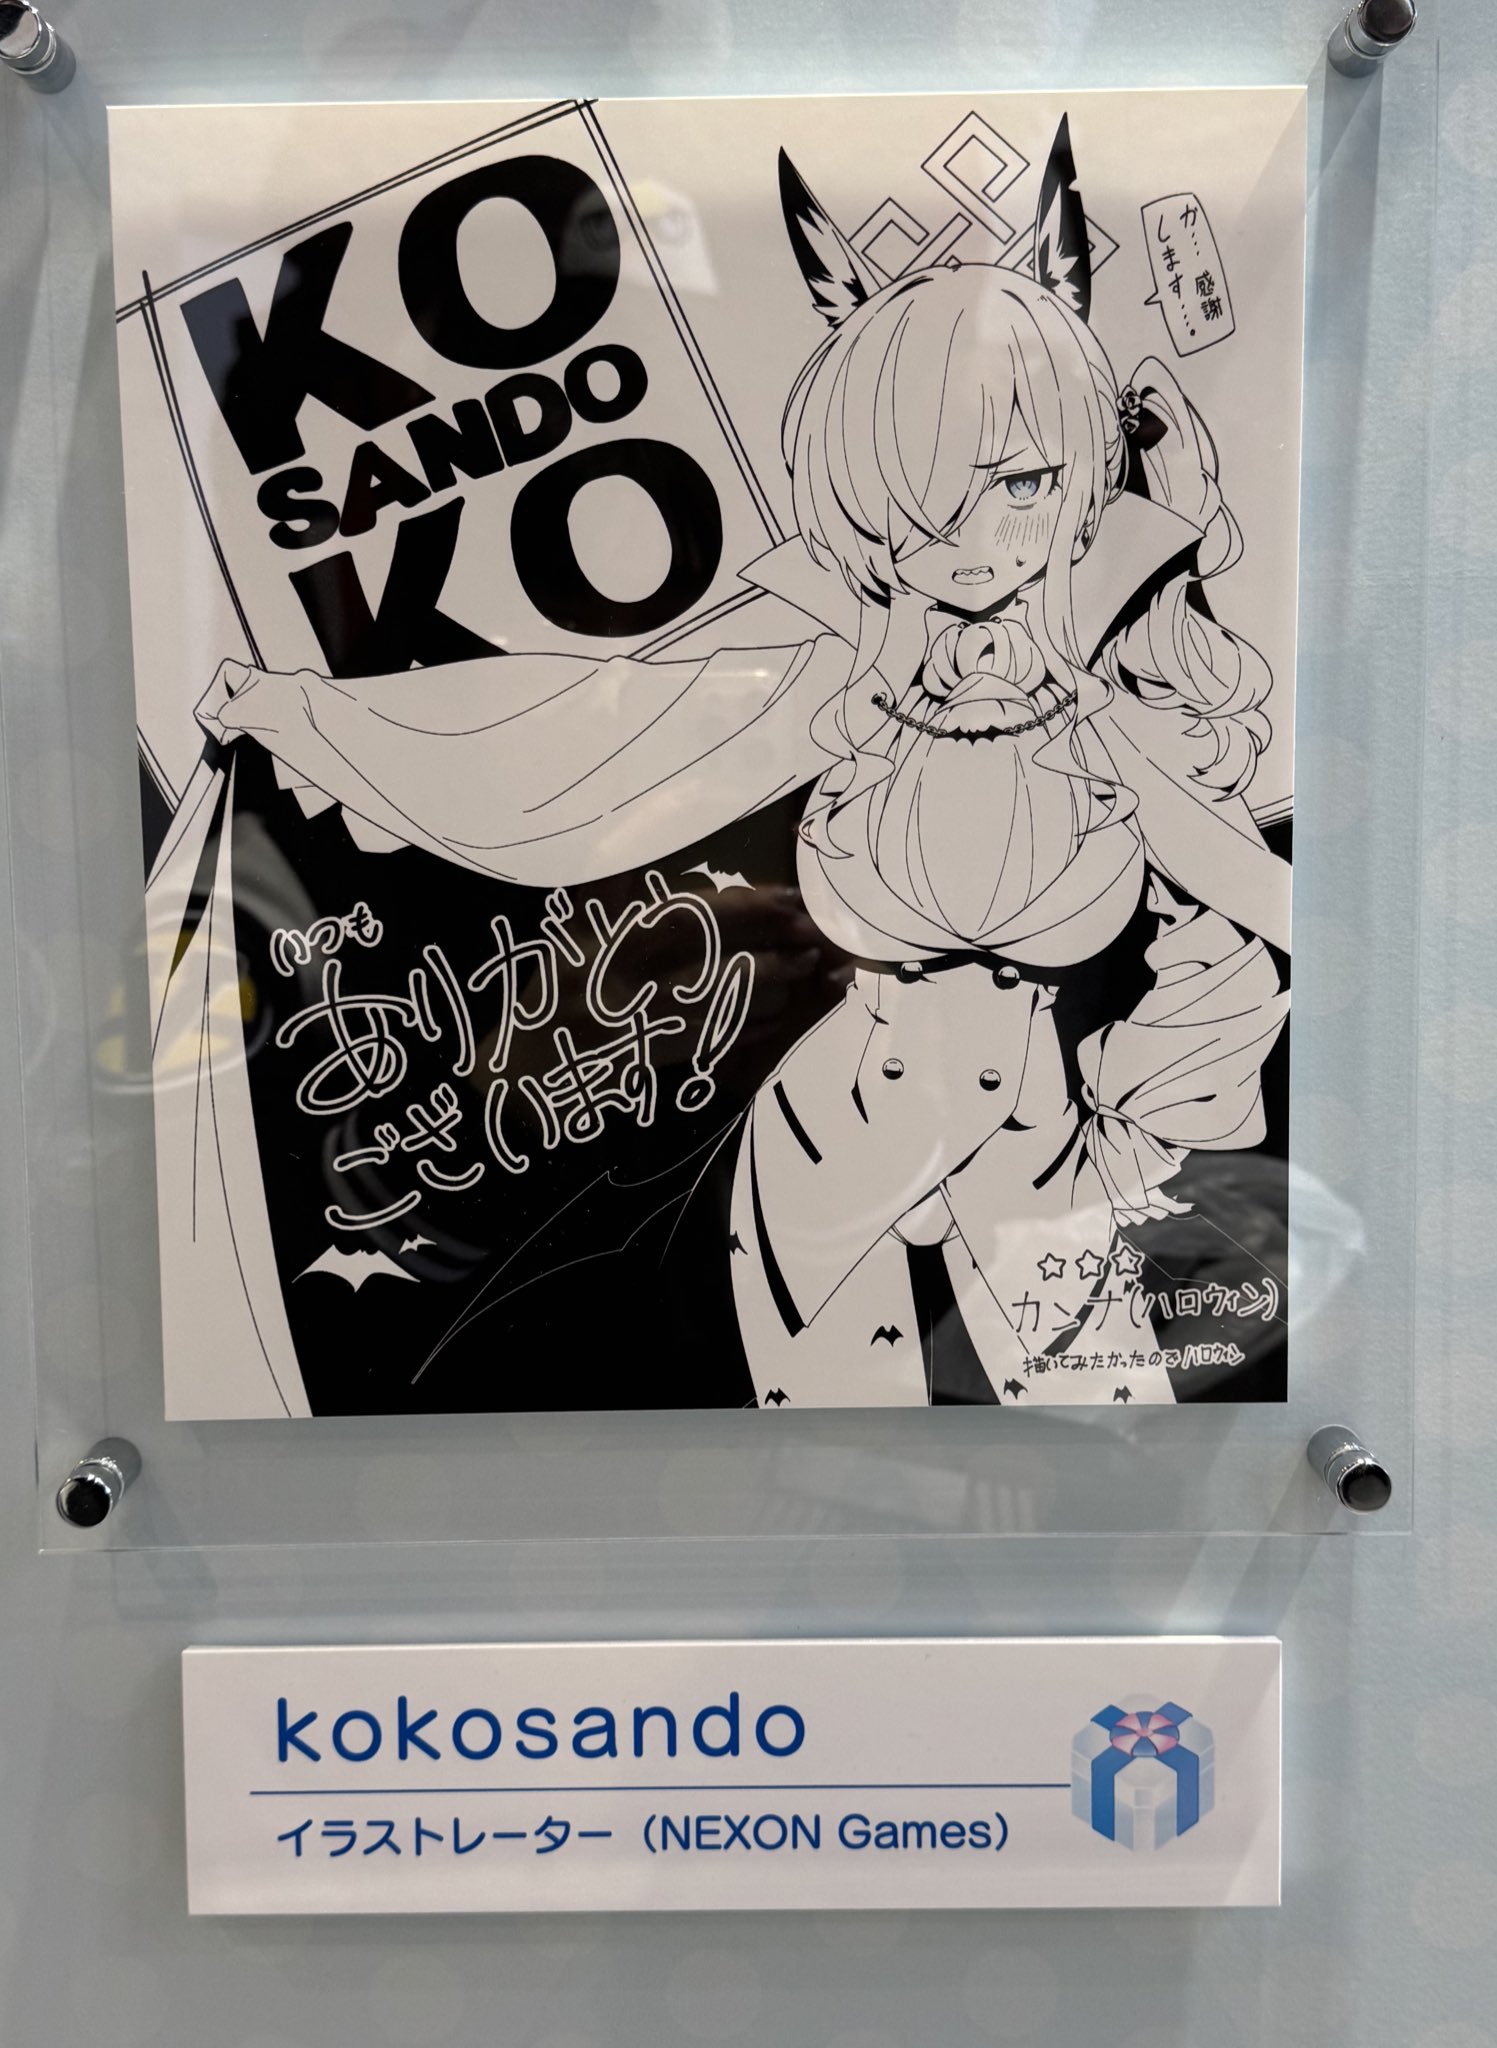 KO
SANDO
KO
か…感謝
します…。
いつも
ありがとう
ございます!
☆☆☆
カンナ(ハロウィン)
描いてみたかったのでハロウィン
kokosando
イラストレーター（NEXON Games）